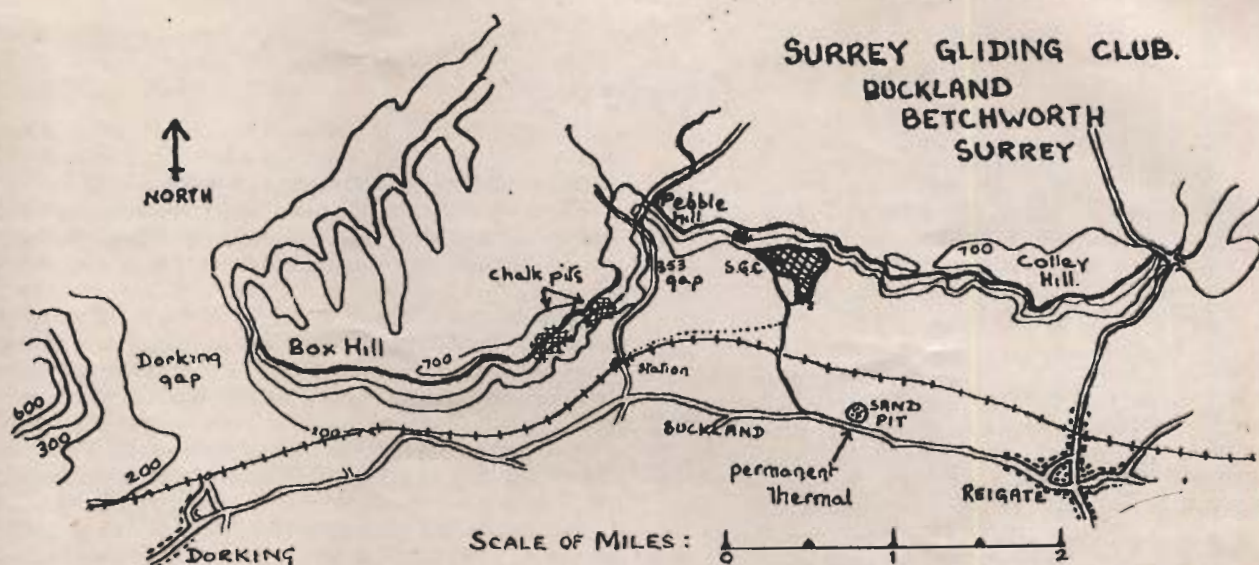 SURREY GLIDING CLUB.
BUCKLAND
BETCHWORTH
SURREY
NORTH
Pebble
Hill
353
gap
S.G.C
700
Colley
Hill.
Chalk pits
Box Hill
700
Dorking
gap
600
300
200
200
Station
BUCKLAND
SAND
PIT
permanent
Thermal
REIGATE
DORKING
SCALE OF MILES:
0 1 2